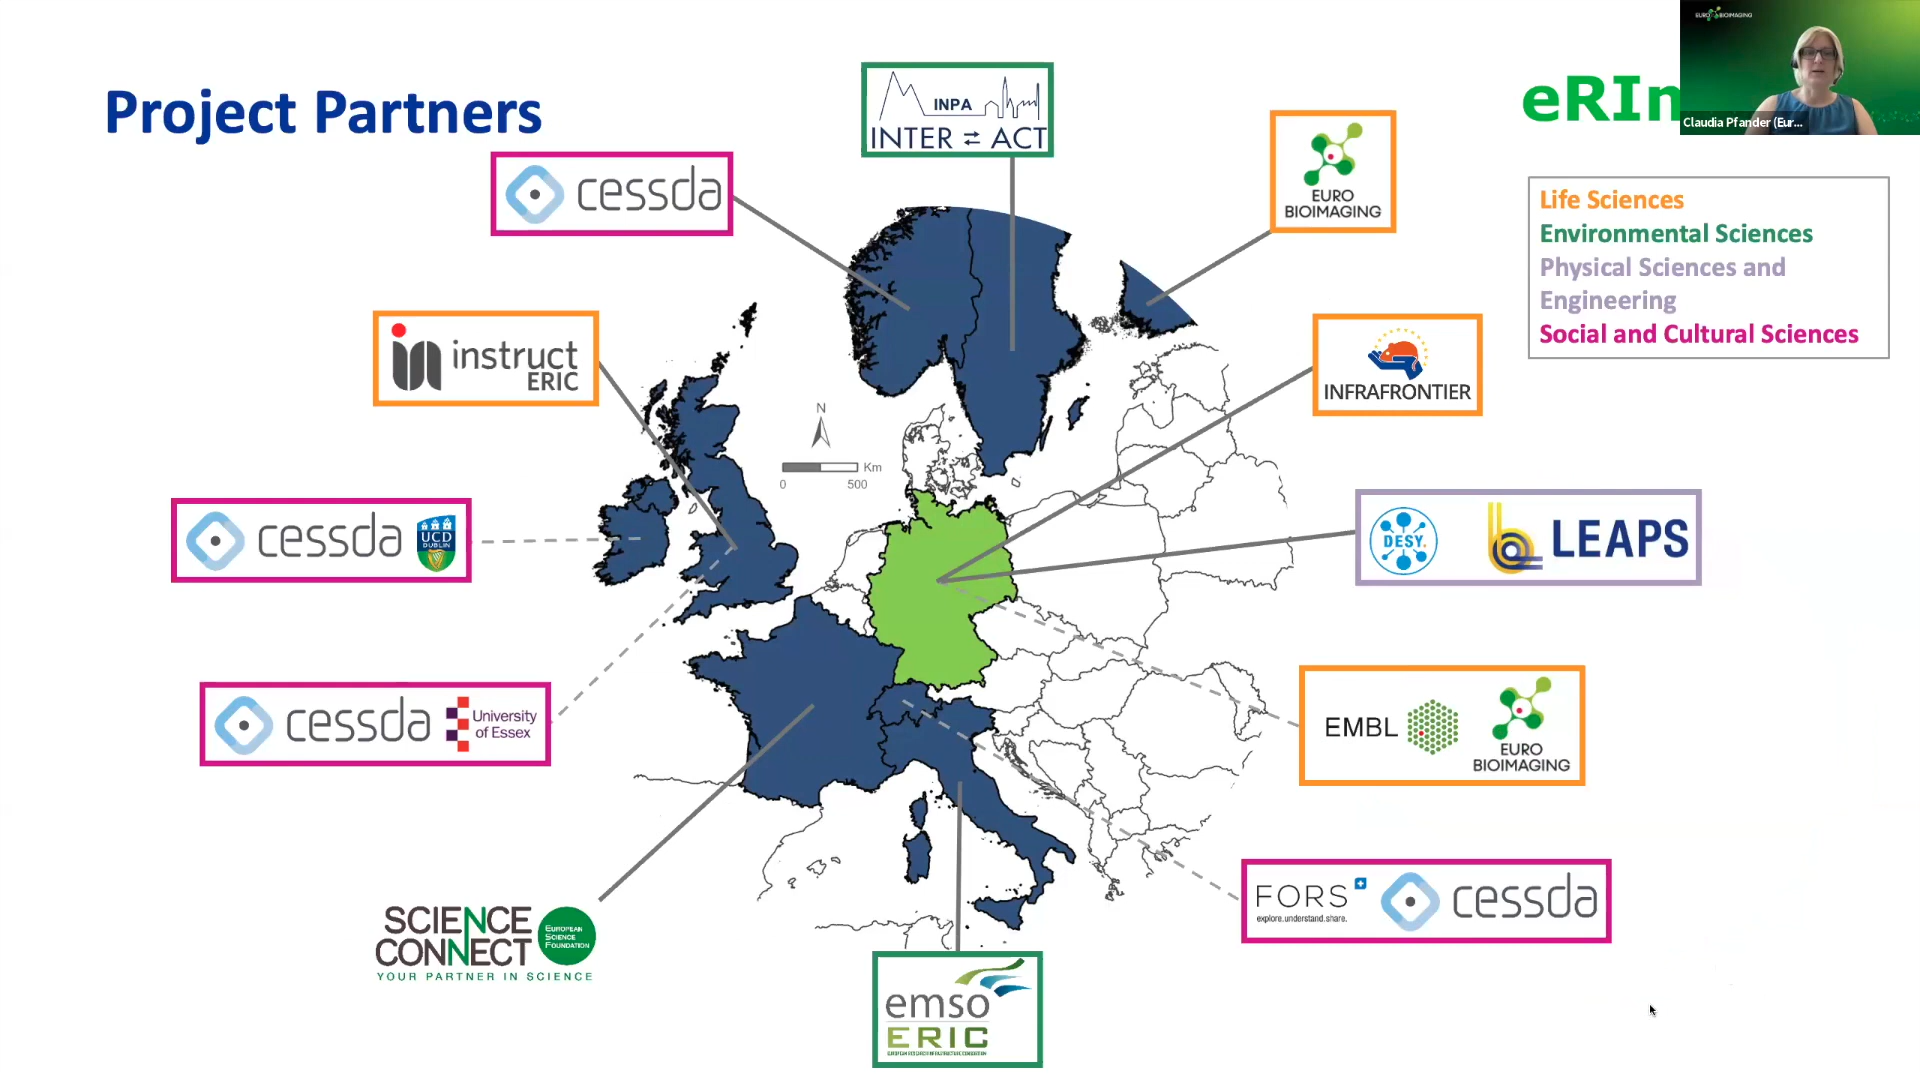 Project Partners
INPA
INTER ⇄ ACT
eRIn
EURO BIOIMAGING
Claudia Pfander (Eur...
cessda
EURO
BIOIMAGING
Life Sciences
Environmental Sciences
Physical Sciences and
Engineering
Social and Cultural Sciences
instruct
ERIC
INFRAFRONTIER
N
Km
0 500
cessda
UCD
DUBLIN
DESY.
LEAPS
cessda
University
of Essex
EMBL
EURO
BIOIMAGING
SCIENCE
CONNECT
EUROPEAN
SCIENCE
FOUNDATION
YOUR PARTNER IN SCIENCE
FORS
explore.understand.share.
cessda
emso
ERIC